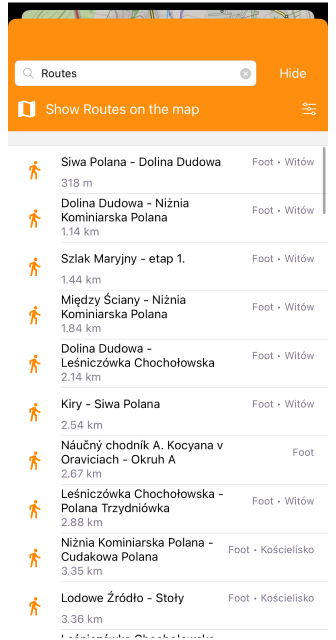 Routes
Hide
Show Routes on the map
Siwa Polana - Dolina Dudowa
Foot • Witów
318 m
Dolina Dudowa - Niżnia
Kominiarska Polana
Foot • Witów
1.14 km
Szlak Maryjny - etap 1.
Foot • Witów
1.44 km
Między Ściany - Niżnia
Kominiarska Polana
Foot • Witów
1.84 km
Dolina Dudowa -
Leśniczówka Chochołowska
Foot • Witów
2.14 km
Kiry - Siwa Polana
Foot • Witów
2.54 km
Náučný chodník A. Kocyana v
Oraviciach - Okruh A
Foot
2.67 km
Leśniczówka Chochołowska -
Polana Trzydniówka
Foot • Witów
2.88 km
Niżnia Kominiarska Polana -
Cudakowa Polana
Foot • Kościelisko
3.35 km
Lodowe Źródło - Stoły
Foot • Kościelisko
3.36 km